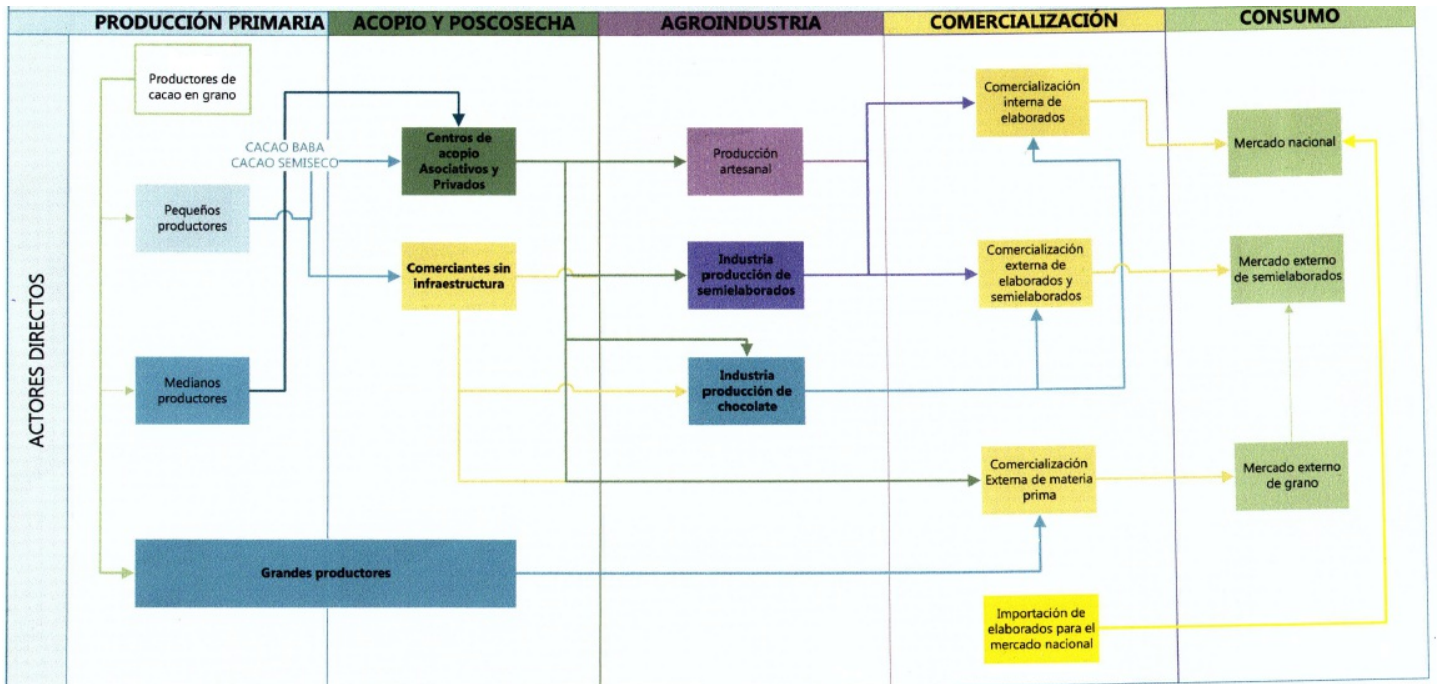 PRODUCCIÓN PRIMARIA
ACOPIO Y POSCOSECHA
AGROINDUSTRIA
COMERCIALIZACIÓN
CONSUMO
ACTORES DIRECTOS
Productores de
cacao en grano
CACAO BABA
CACAO SEMISECO
Pequeños
productores
Medianos
productores
Grandes productores
Centros de
acopio
Asociativos y
Privados
Comerciantes sin
infraestructura
Producción
artesanal
Industria
producción de
semielaborados
Industria
producción de
chocolate
Comercialización
interna de
elaborados
Comercialización
externa de
elaborados y
semielaborados
Comercialización
Externa de materia
prima
Importación de
elaborados para el
mercado nacional
Mercado nacional
Mercado externo
de semielaborados
Mercado externo
de grano